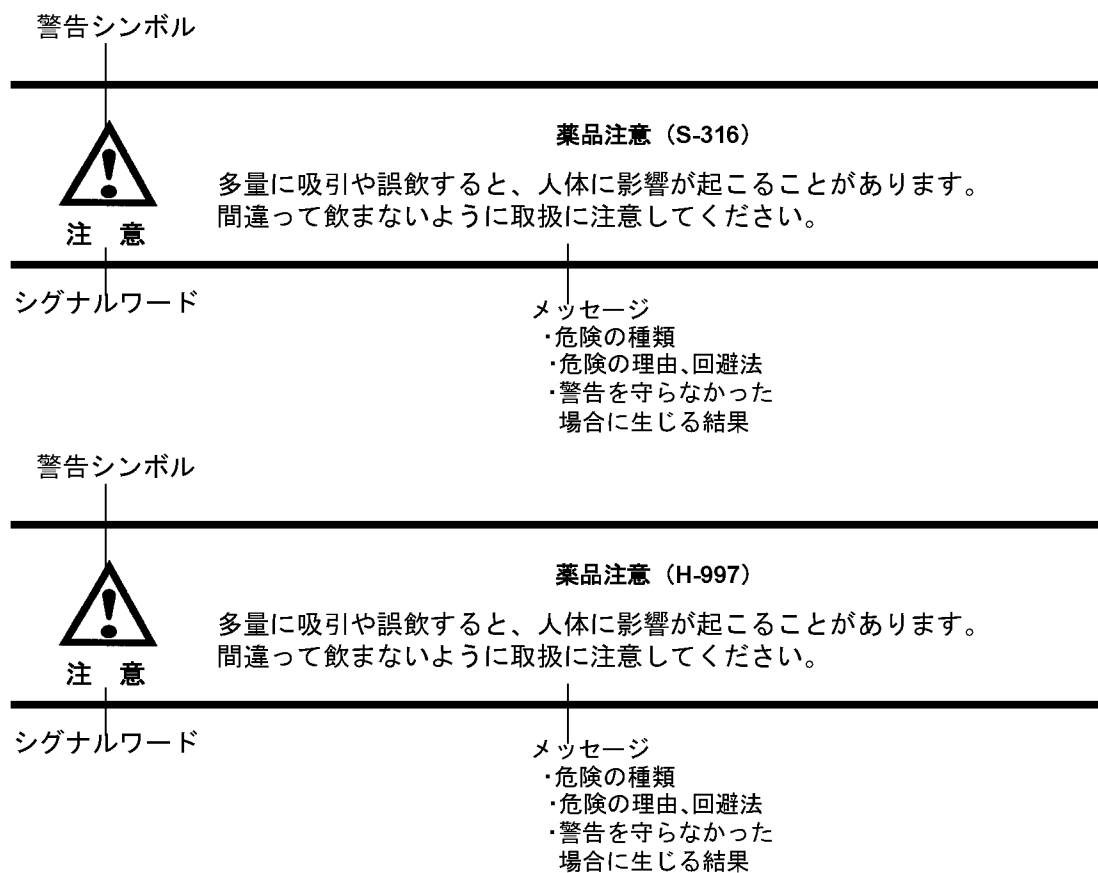 警告シンボル
薬品注意（S-316）
多量に吸引や誤飲すると、人体に影響が起こることがあります。
間違って飲まないように取扱に注意してください。
注 意
シグナルワード
メッセージ
・危険の種類
・危険の理由、回避法
・警告を守らなかった
場合に生じる結果
警告シンボル
薬品注意（H-997）
多量に吸引や誤飲すると、人体に影響が起こることがあります。
間違って飲まないように取扱に注意してください。
注 意
シグナルワード
メッセージ
・危険の種類
・危険の理由、回避法
・警告を守らなかった
場合に生じる結果